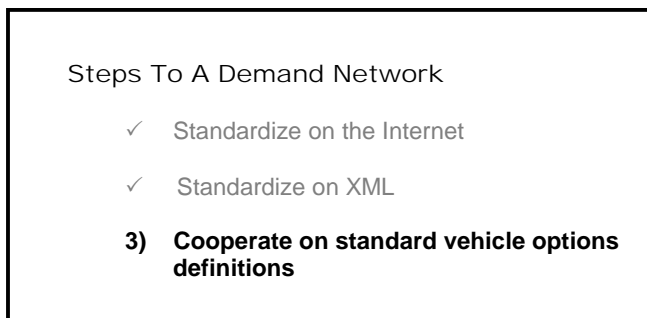 Steps To A Demand Network
✓ Standardize on the Internet
✓ Standardize on XML
3) Cooperate on standard vehicle options
definitions